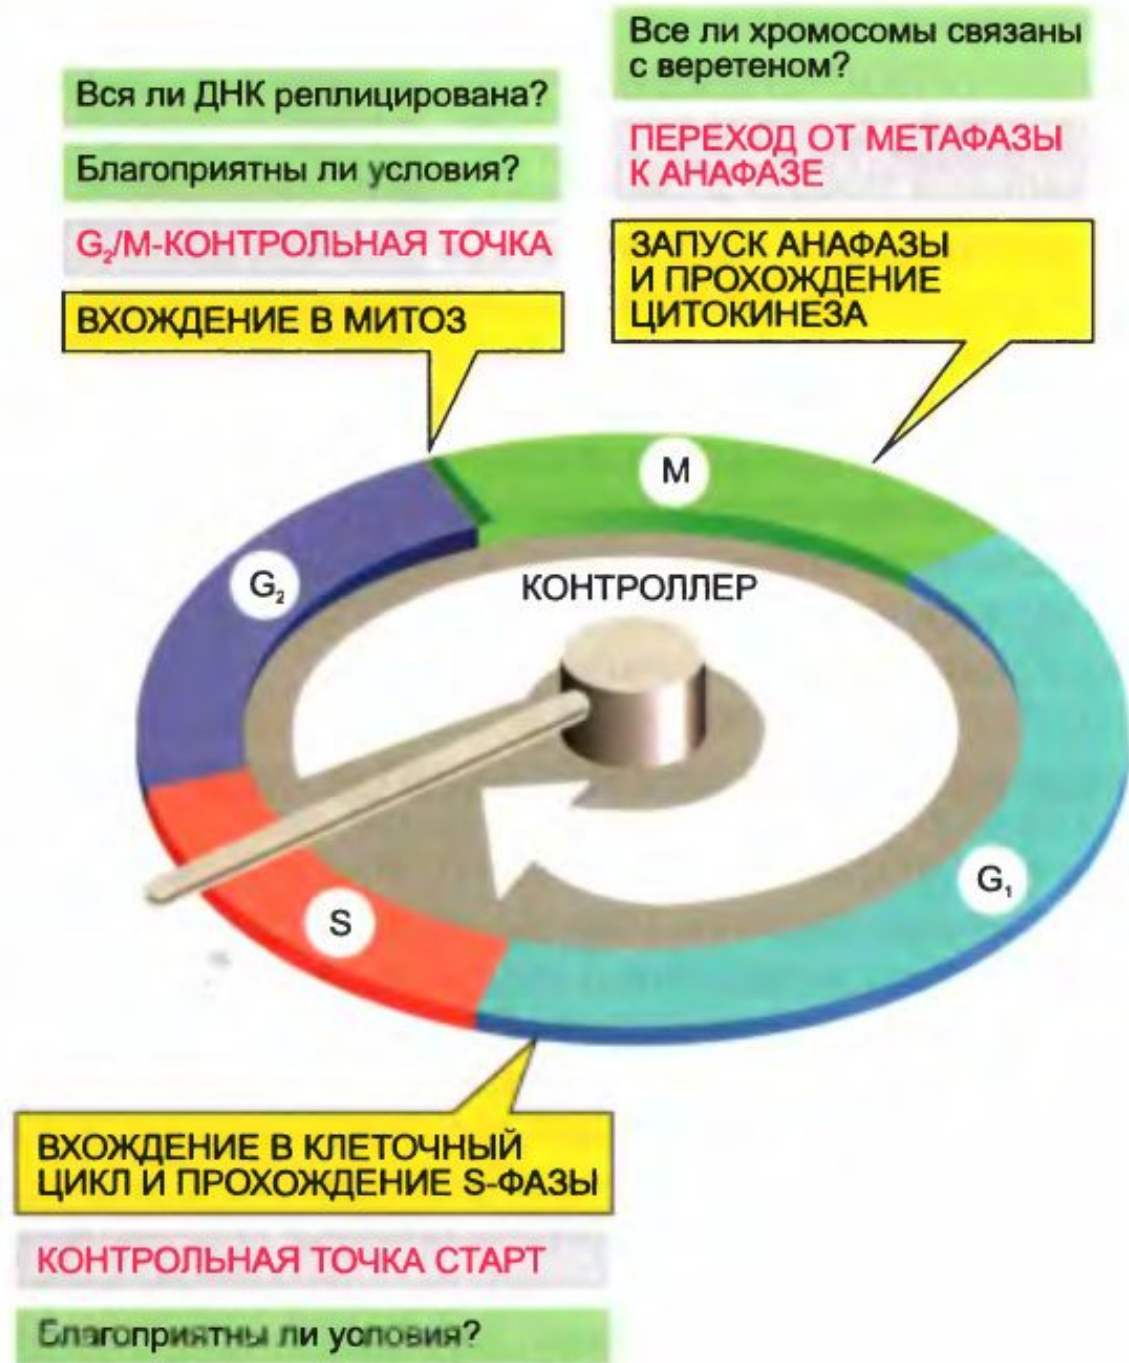 Вся ли ДНК реплицирована?
Благоприятны ли условия?
G₂/M-КОНТРОЛЬНАЯ ТОЧКА
ВХОЖДЕНИЕ В МИТОЗ
Все ли хромосомы связаны
с веретеном?
ПЕРЕХОД ОТ МЕТАФАЗЫ
К АНАФАЗЕ
ЗАПУСК АНАФАЗЫ
И ПРОХОЖДЕНИЕ
ЦИТОКИНЕЗА
M
G₂
КОНТРОЛЛЕР
G₁
S
ВХОЖДЕНИЕ В КЛЕТОЧНЫЙ
ЦИКЛ И ПРОХОЖДЕНИЕ S-ФАЗЫ
КОНТРОЛЬНАЯ ТОЧКА СТАРТ
Благоприятны ли условия?